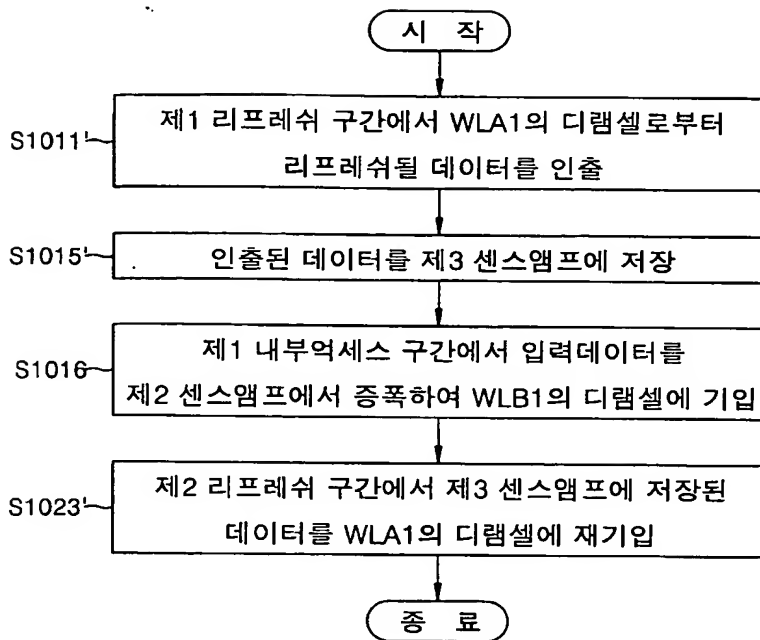 시 작
S1011'
제1 리프레쉬 구간에서 WLA1의 디램셀로부터
리프레쉬될 데이터를 인출
S1015'
인출된 데이터를 제3 센스앰프에 저장
S1016
제1 내부억세스 구간에서 입력데이터를
제2 센스앰프에서 증폭하여 WLB1의 디램셀에 기입
S1023'
제2 리프레쉬 구간에서 제3 센스앰프에 저장된
데이터를 WLA1의 디램셀에 재기입
종 료